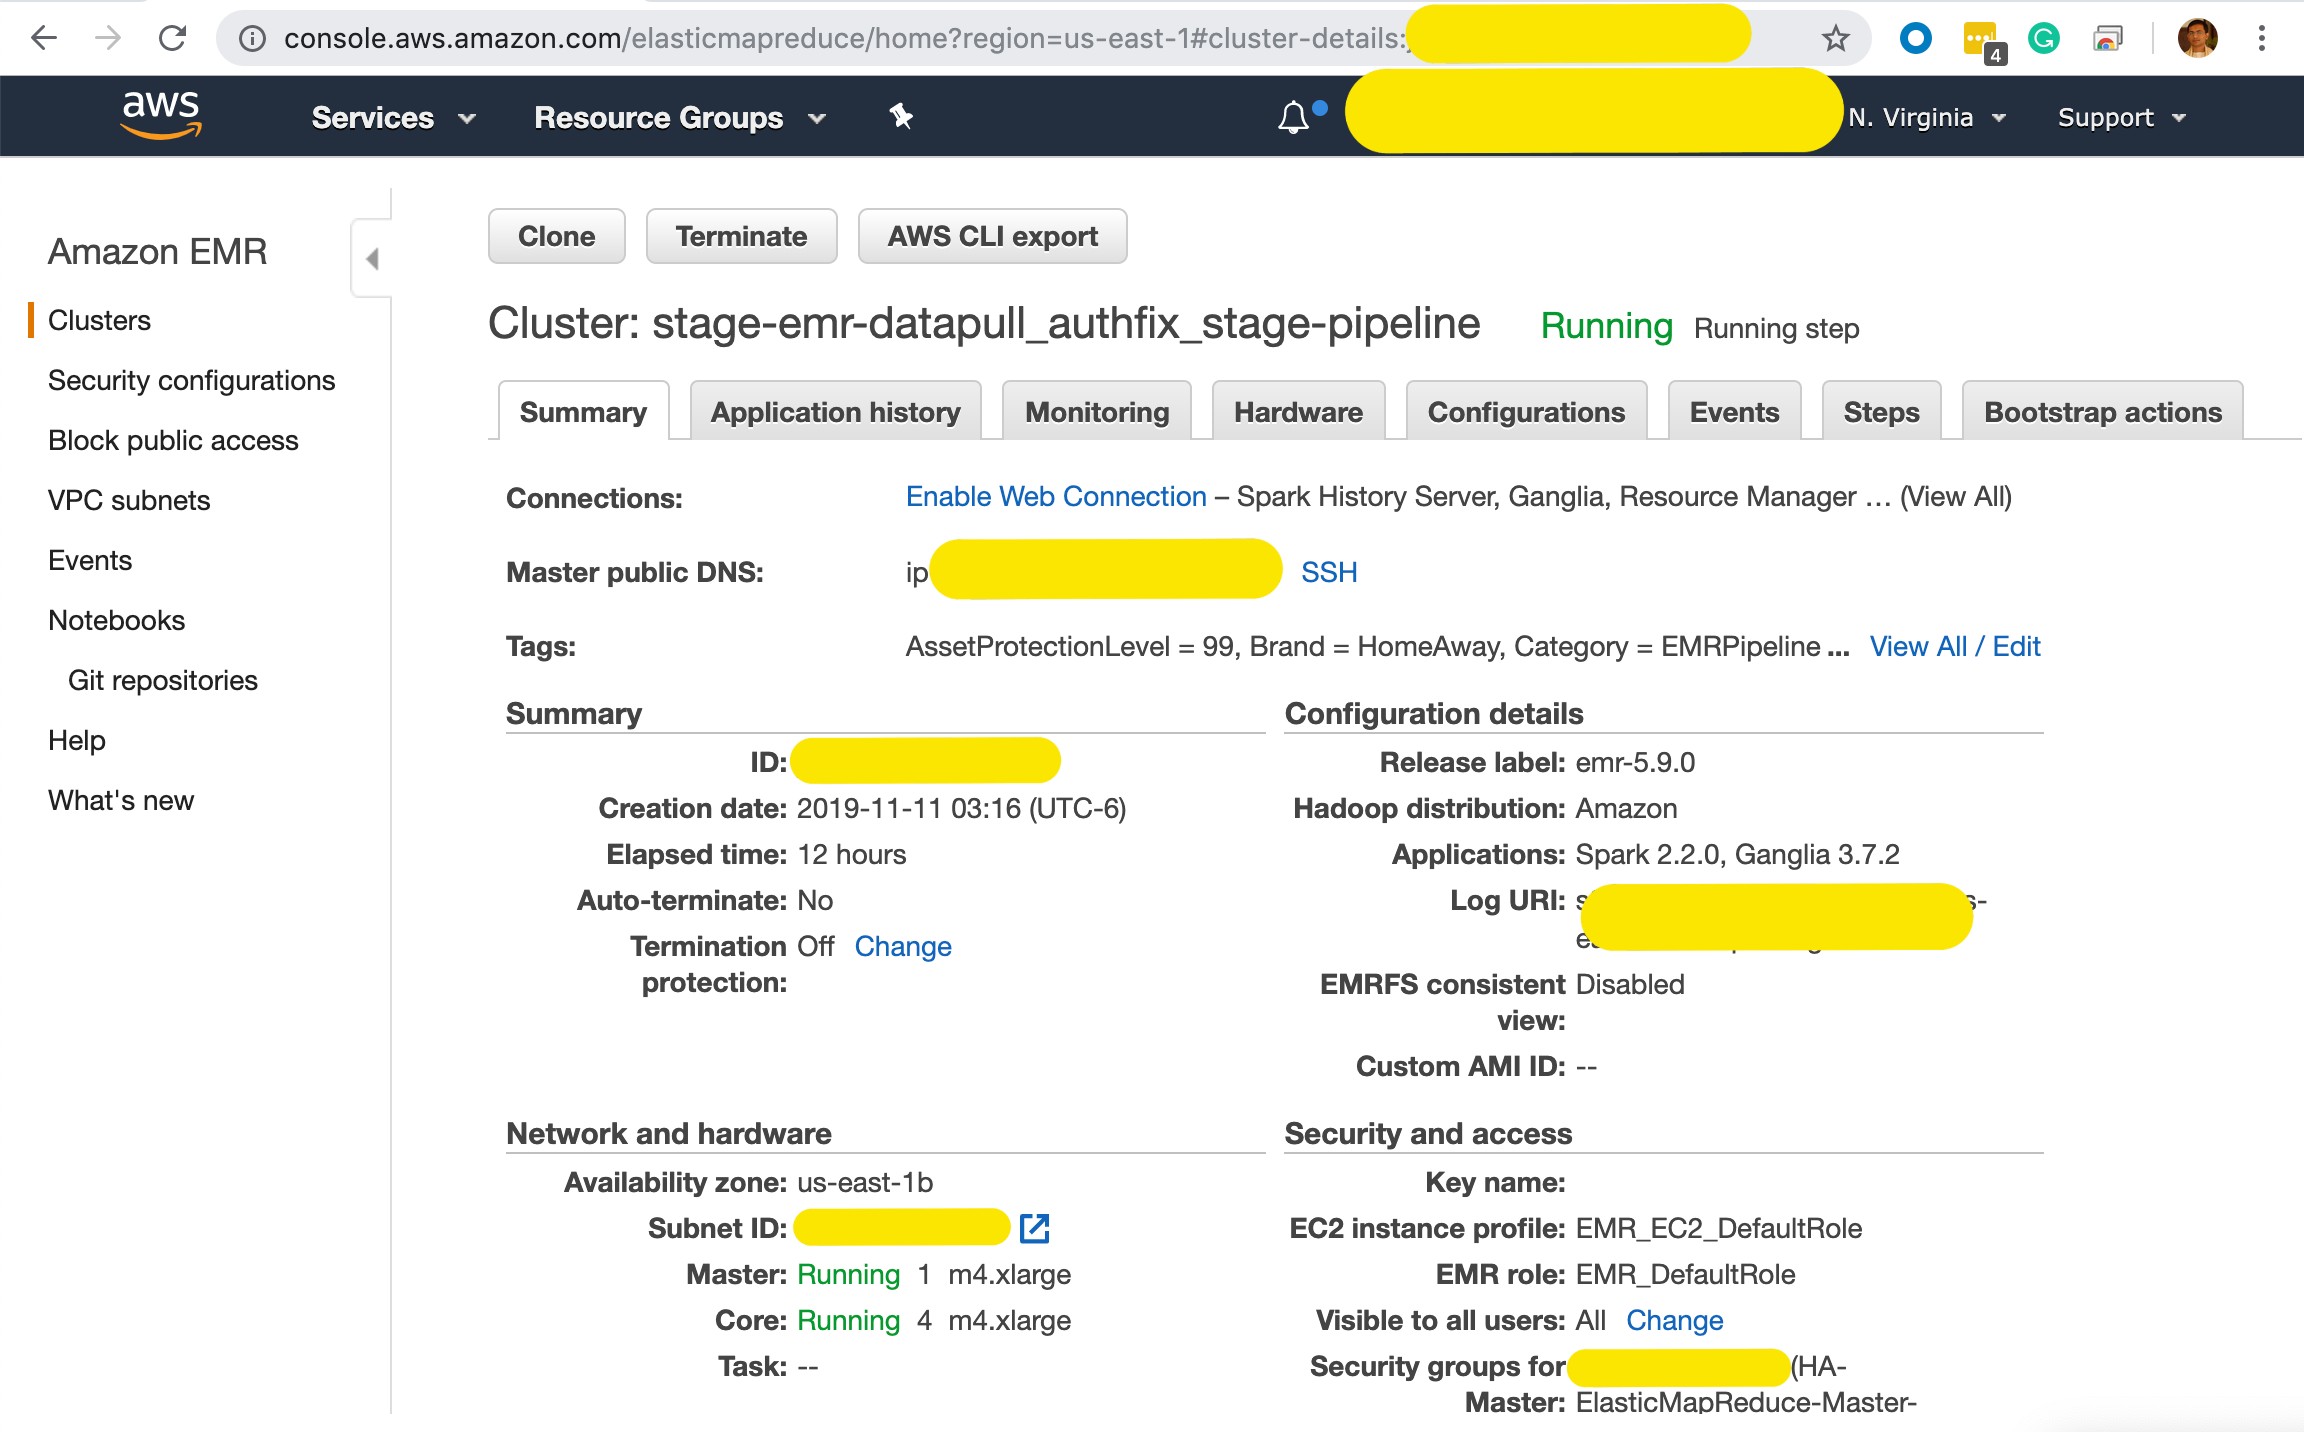 console.aws.amazon.com/elasticmapreduce/home?region=us-east-1#cluster-details:
4
aws Services Resource Groups N. Virginia Support
Clone Terminate AWS CLI export
Amazon EMR
Clusters
Security configurations
Block public access
VPC subnets
Events
Notebooks
Git repositories
Help
What's new
Cluster: stage-emr-datapull_authfix_stage-pipeline Running Running step
Summary Application history Monitoring Hardware Configurations Events Steps Bootstrap actions
Connections: Enable Web Connection – Spark History Server, Ganglia, Resource Manager ... (View All)
Master public DNS: ip SSH
Tags: AssetProtectionLevel = 99, Brand = HomeAway, Category = EMRPipeline ... View All / Edit
Summary
ID:
Creation date: 2019-11-11 03:16 (UTC-6)
Elapsed time: 12 hours
Auto-terminate: No
Termination Off Change
protection:
Configuration details
Release label: emr-5.9.0
Hadoop distribution: Amazon
Applications: Spark 2.2.0, Ganglia 3.7.2
Log URI:
EMRFS consistent Disabled
view:
Custom AMI ID: --
Network and hardware
Availability zone: us-east-1b
Subnet ID:
Master: Running 1 m4.xlarge
Core: Running 4 m4.xlarge
Task: --
Security and access
Key name:
EC2 instance profile: EMR_EC2_DefaultRole
EMR role: EMR_DefaultRole
Visible to all users: All Change
Security groups for (HA-
Master: ElasticMapReduce-Master-